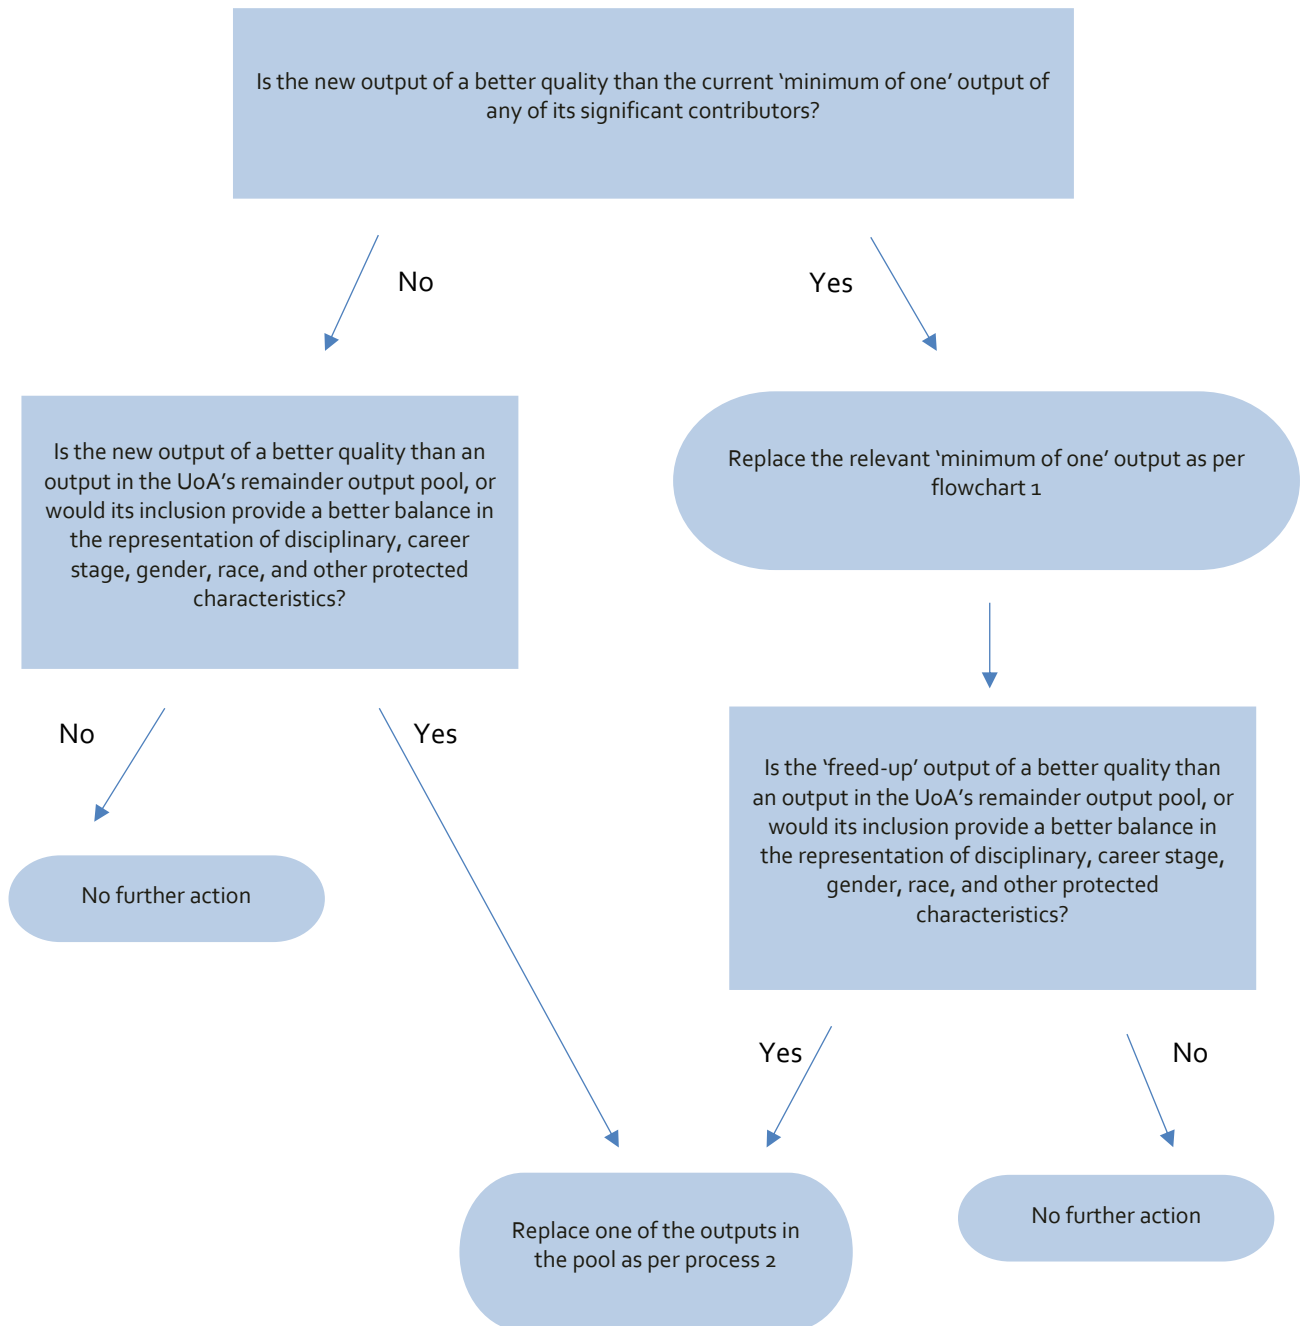 Is the new output of a better quality than the current ‘minimum of one’ output of
any of its significant contributors?
No
Yes
Is the new output of a better quality than an
output in the UoA’s remainder output pool, or
would its inclusion provide a better balance in
the representation of disciplinary, career
stage, gender, race, and other protected
characteristics?
Replace the relevant ‘minimum of one’ output as per
flowchart 1
No
Yes
Is the ‘freed-up’ output of a better quality than
an output in the UoA’s remainder output pool, or
would its inclusion provide a better balance in
the representation of disciplinary, career stage,
gender, race, and other protected
characteristics?
No further action
Yes
No
Replace one of the outputs in
the pool as per process 2
No further action